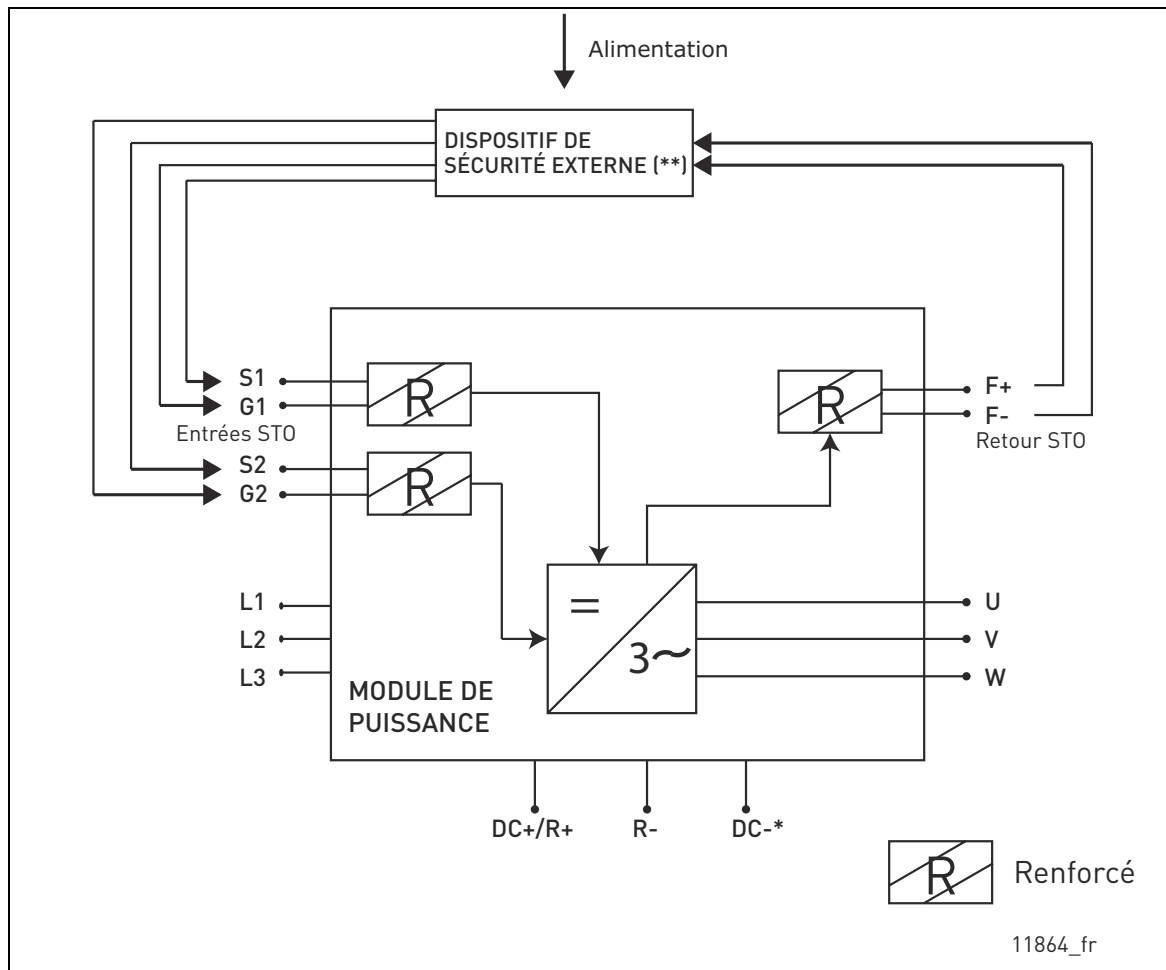 Alimentation
DISPOSITIF DE
SÉCURITÉ EXTERNE (**)
S1
G1
Entrées STO
S2
G2
R
R
R
F+
F-
Retour STO
L1
L2
L3
=
3~
U
V
W
MODULE DE
PUISSANCE
DC+/R+
R-
DC-*
R
Renforcé
11864_fr